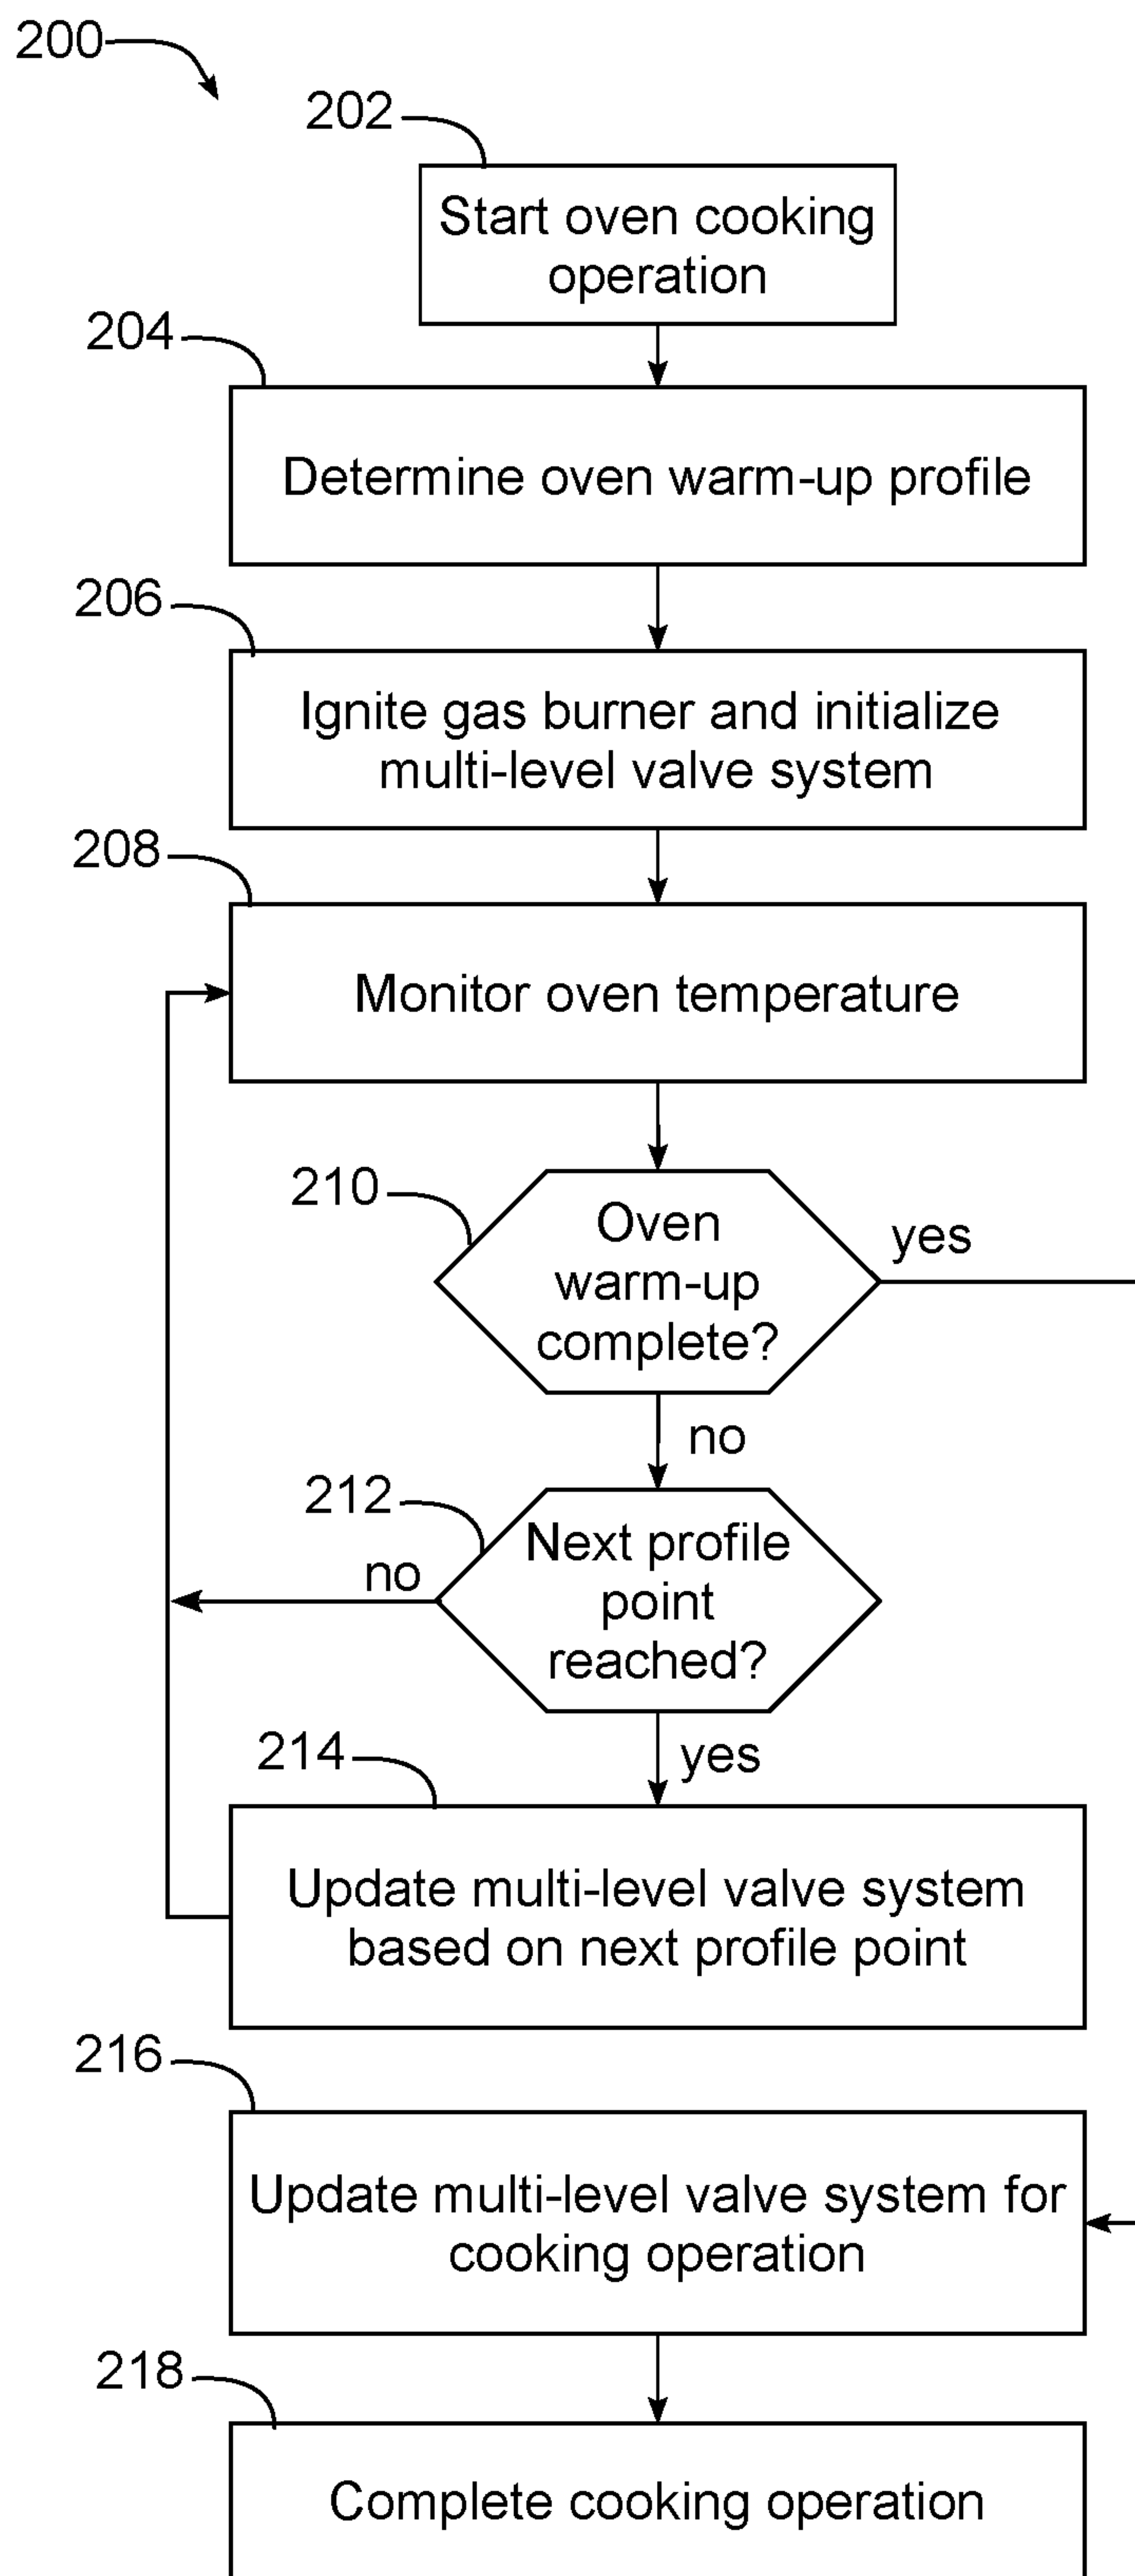 200
202
Start oven cooking
operation
204
Determine oven warm-up profile
206
Ignite gas burner and initialize
multi-level valve system
208
Monitor oven temperature
210
Oven
warm-up
complete?
yes
no
212
Next profile
point
reached?
no
yes
214
Update multi-level valve system
based on next profile point
216
Update multi-level valve system for
cooking operation
218
Complete cooking operation